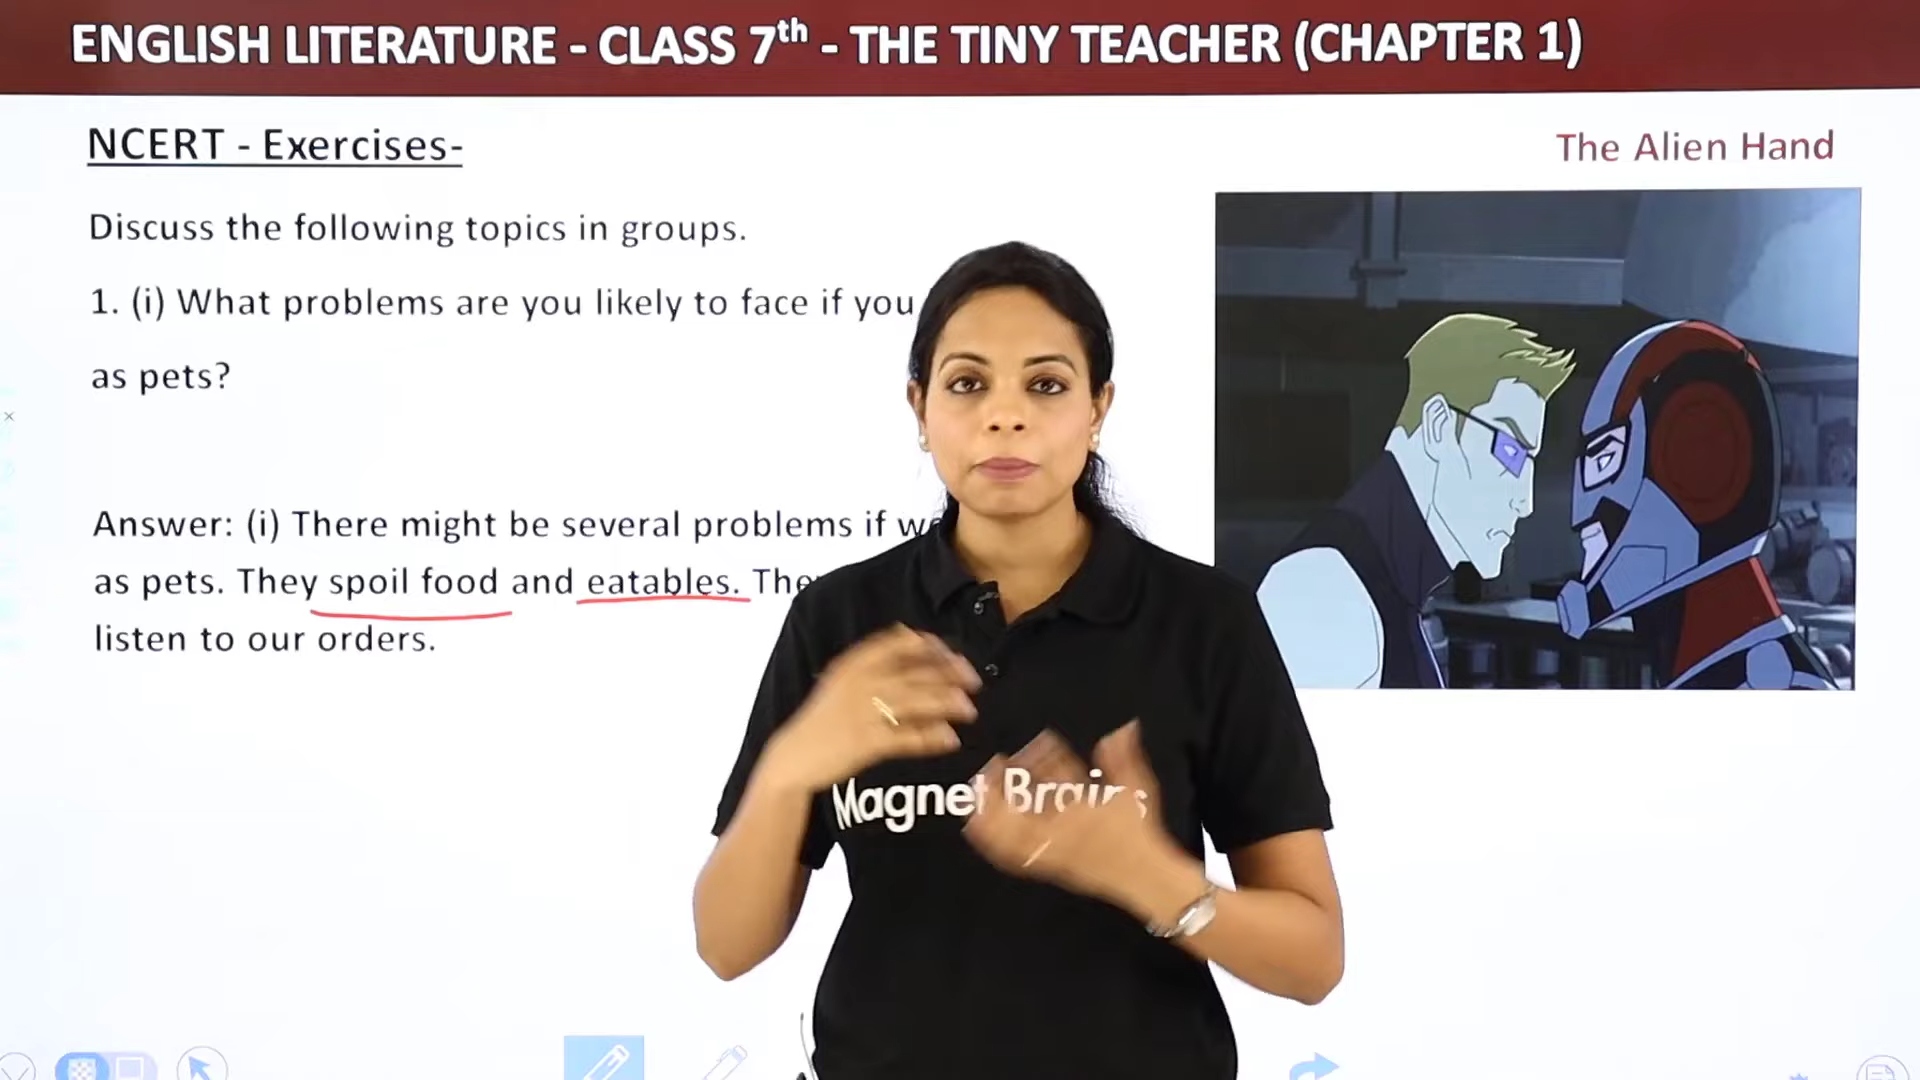 ENGLISH LITERATURE - CLASS 7th - THE TINY TEACHER (CHAPTER 1)
NCERT - Exercises-
The Alien Hand
Discuss the following topics in groups.
1. (i) What problems are you likely to face if you
as pets?
Answer: (i) There might be several problems if
as pets. They spoil food and eatables.
listen to our orders.
Magnet Brains